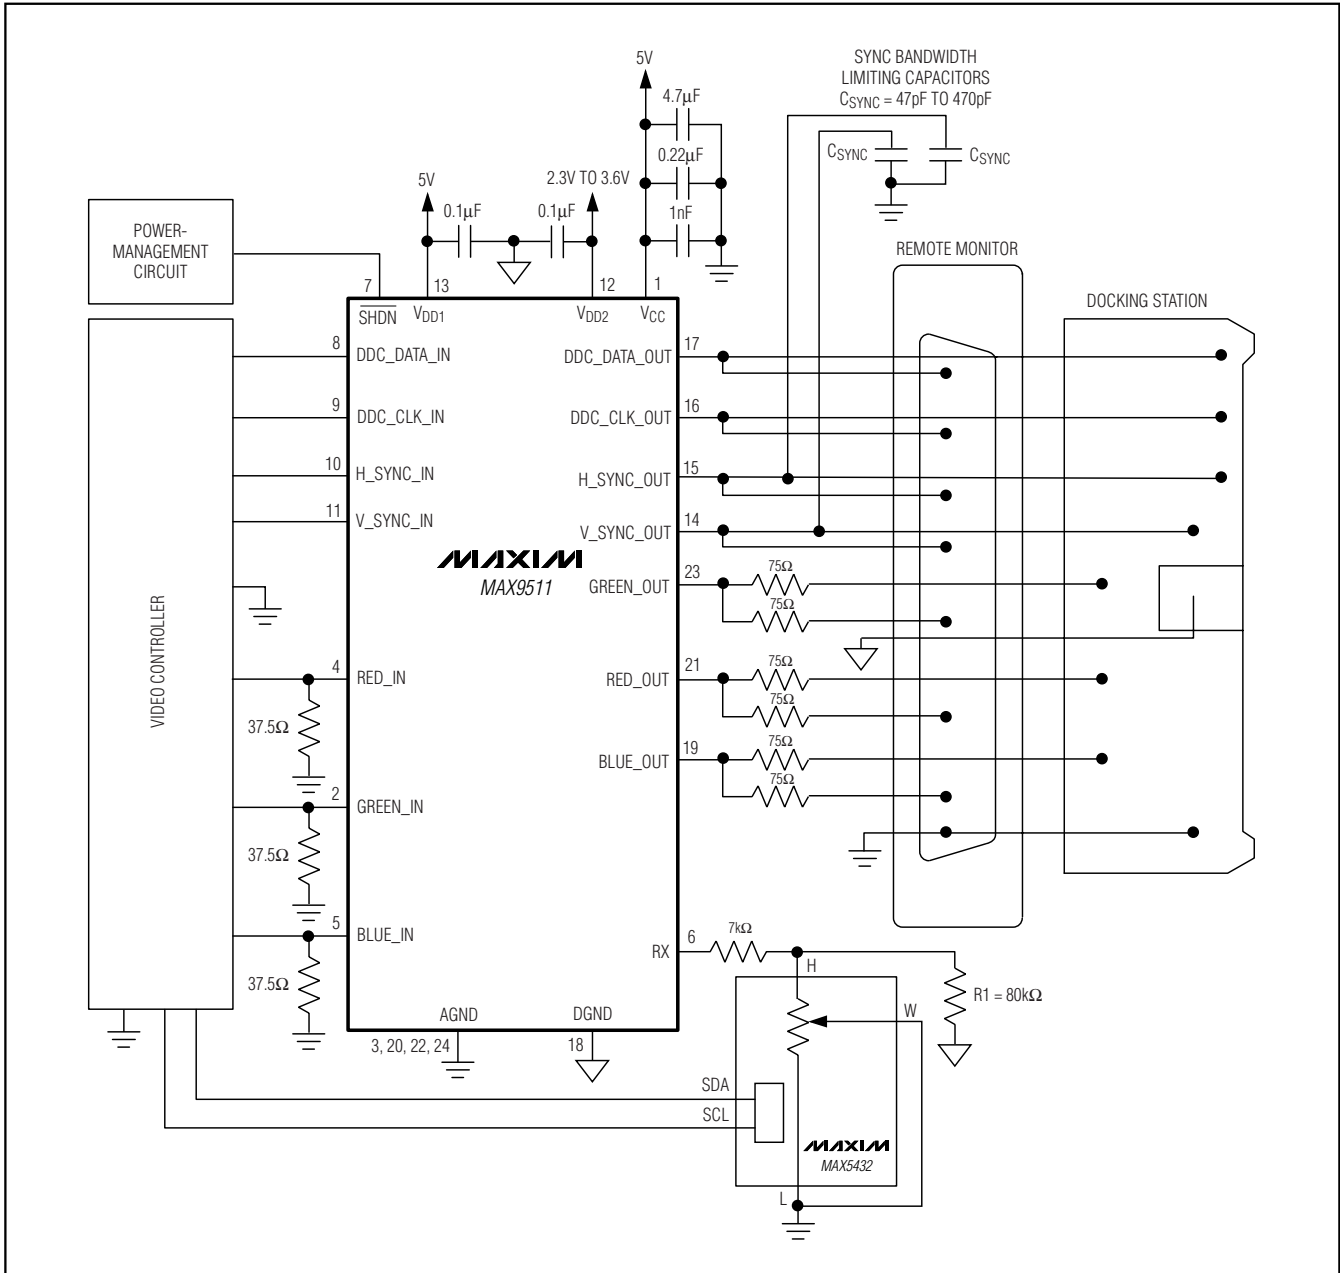 5V
SYNC BANDWIDTH
LIMITING CAPACITORS
CSYNC = 47pF TO 470pF
4.7μF
CSYNC
CSYNC
0.22μF
5V
2.3V TO 3.6V
0.1μF
0.1μF
1nF
POWER-
MANAGEMENT
CIRCUIT
REMOTE MONITOR
DOCKING STATION
7
13
12
1
SHDN
VDD1
VDD2
VCC
8
DDC_DATA_IN
DDC_DATA_OUT
17
9
DDC_CLK_IN
DDC_CLK_OUT
16
10
H_SYNC_IN
H_SYNC_OUT
15
11
V_SYNC_IN
V_SYNC_OUT
14
MAXIM
MAX9511
GREEN_OUT
23
75Ω
75Ω
VIDEO CONTROLLER
4
RED_IN
RED_OUT
21
75Ω
75Ω
37.5Ω
BLUE_OUT
19
75Ω
75Ω
2
GREEN_IN
37.5Ω
5
BLUE_IN
37.5Ω
RX
6
7kΩ
H
R1 = 80kΩ
W
AGND
DGND
3, 20, 22, 24
18
SDA
SCL
MAXIM
MAX5432
L